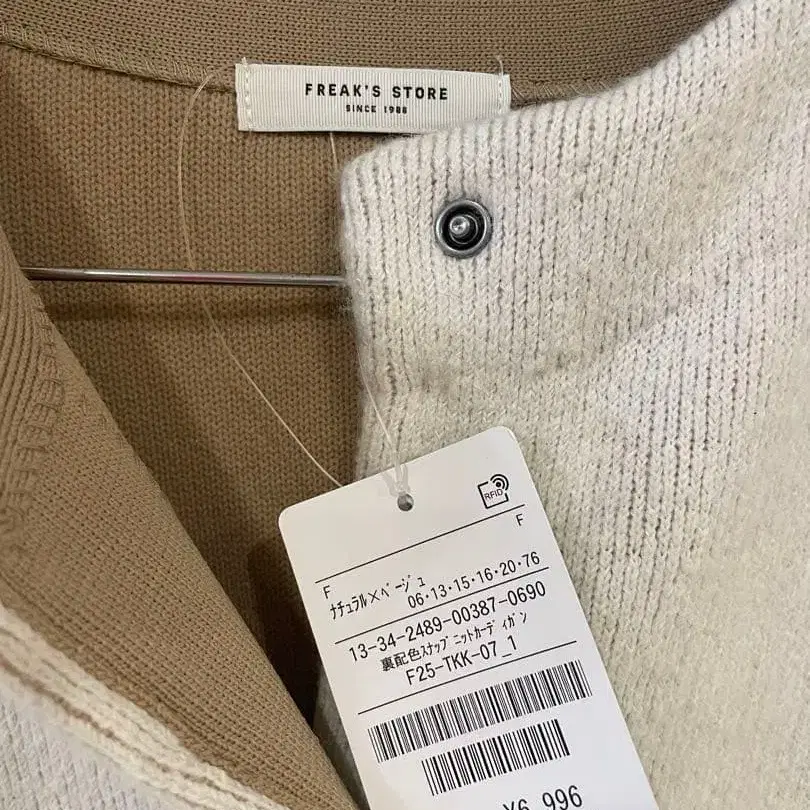 FREAK'S STORE
SINCE 1986
RFID
F
F
ﾅﾁｭﾗﾙ×ﾍﾞｰｼﾞｭ
06・13・15・16・20・76
13-34-2489-00387-0690
裏配色ｽﾅｯﾌﾟﾆｯﾄｶｰﾃﾞｨｶﾞﾝ
F25-TKK-07_1
¥6,996